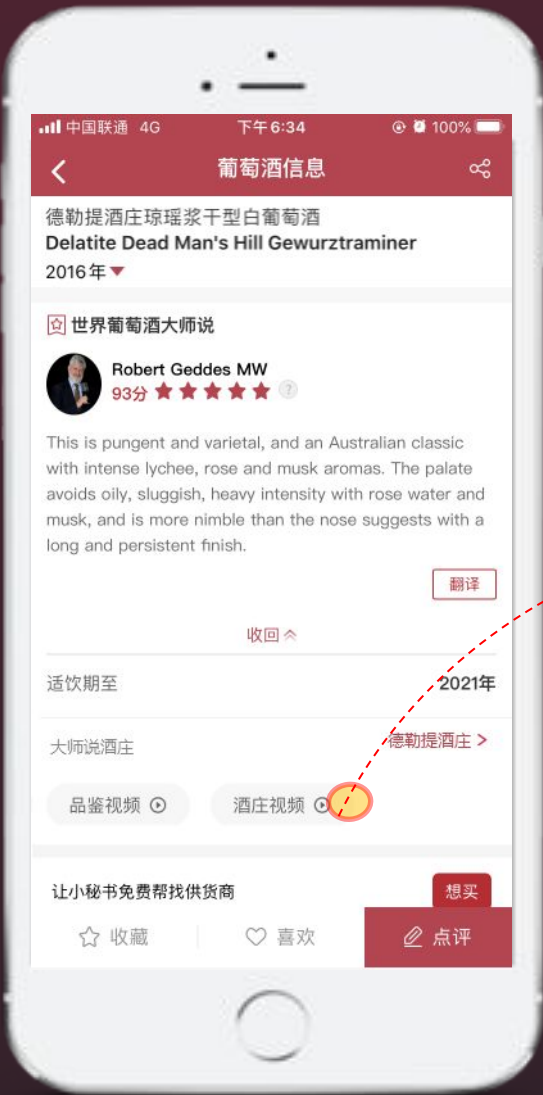 中国联通 4G 下午6:34 100%
葡萄酒信息
德勒提酒庄琼瑶浆干型白葡萄酒
Delatite Dead Man's Hill Gewurztraminer
2016年
世界葡萄酒大师说
Robert Geddes MW
93分 ?
This is pungent and varietal, and an Australian classic
with intense lychee, rose and musk aromas. The palate
avoids oily, sluggish, heavy intensity with rose water and
musk, and is more nimble than the nose suggests with a
long and persistent finish.
翻译
收回
适饮期至 2021年
大师说酒庄 德勒提酒庄 >
品鉴视频 酒庄视频
让小秘书免费帮找供货商 想买
收藏 喜欢 点评